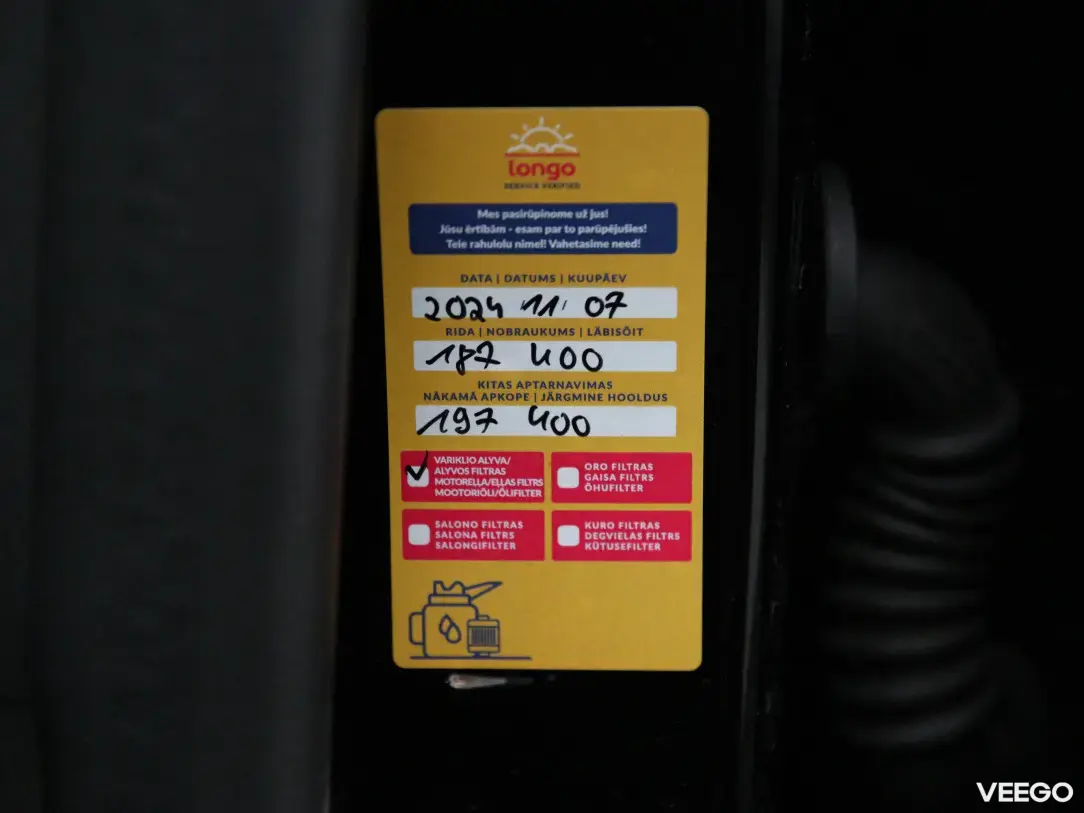 longo
SERVICE VERIFIED
Mes pasirūpinome už jus!
Jūsu ērtībām - esam par to parūpējušies!
Teie rahulolu nimel! Vahetasime need!
DATA | DATUMS | KUUPÄEV
2024 11 07
RIDA | NOBRAUKUMS | LÄBISÕIT
187 400
KITAS APTARNAVIMAS
NĀKAMĀ APKOPE | JÄRGMINE HOOLDUS
197 400
VARIKLIO ALYVA/
ALYVOS FILTRAS
MOTOREĻĻA/EĻĻAS FILTRS
MOOTORIÕLI/ÕLIFILTER
ORO FILTRAS
GAISA FILTRS
ÕHUFILTER
SALONO FILTRAS
SALONA FILTRS
SALONGIFILTER
KURO FILTRAS
DEGVIELAS FILTRS
KÜTUSEFILTER
VEEGO